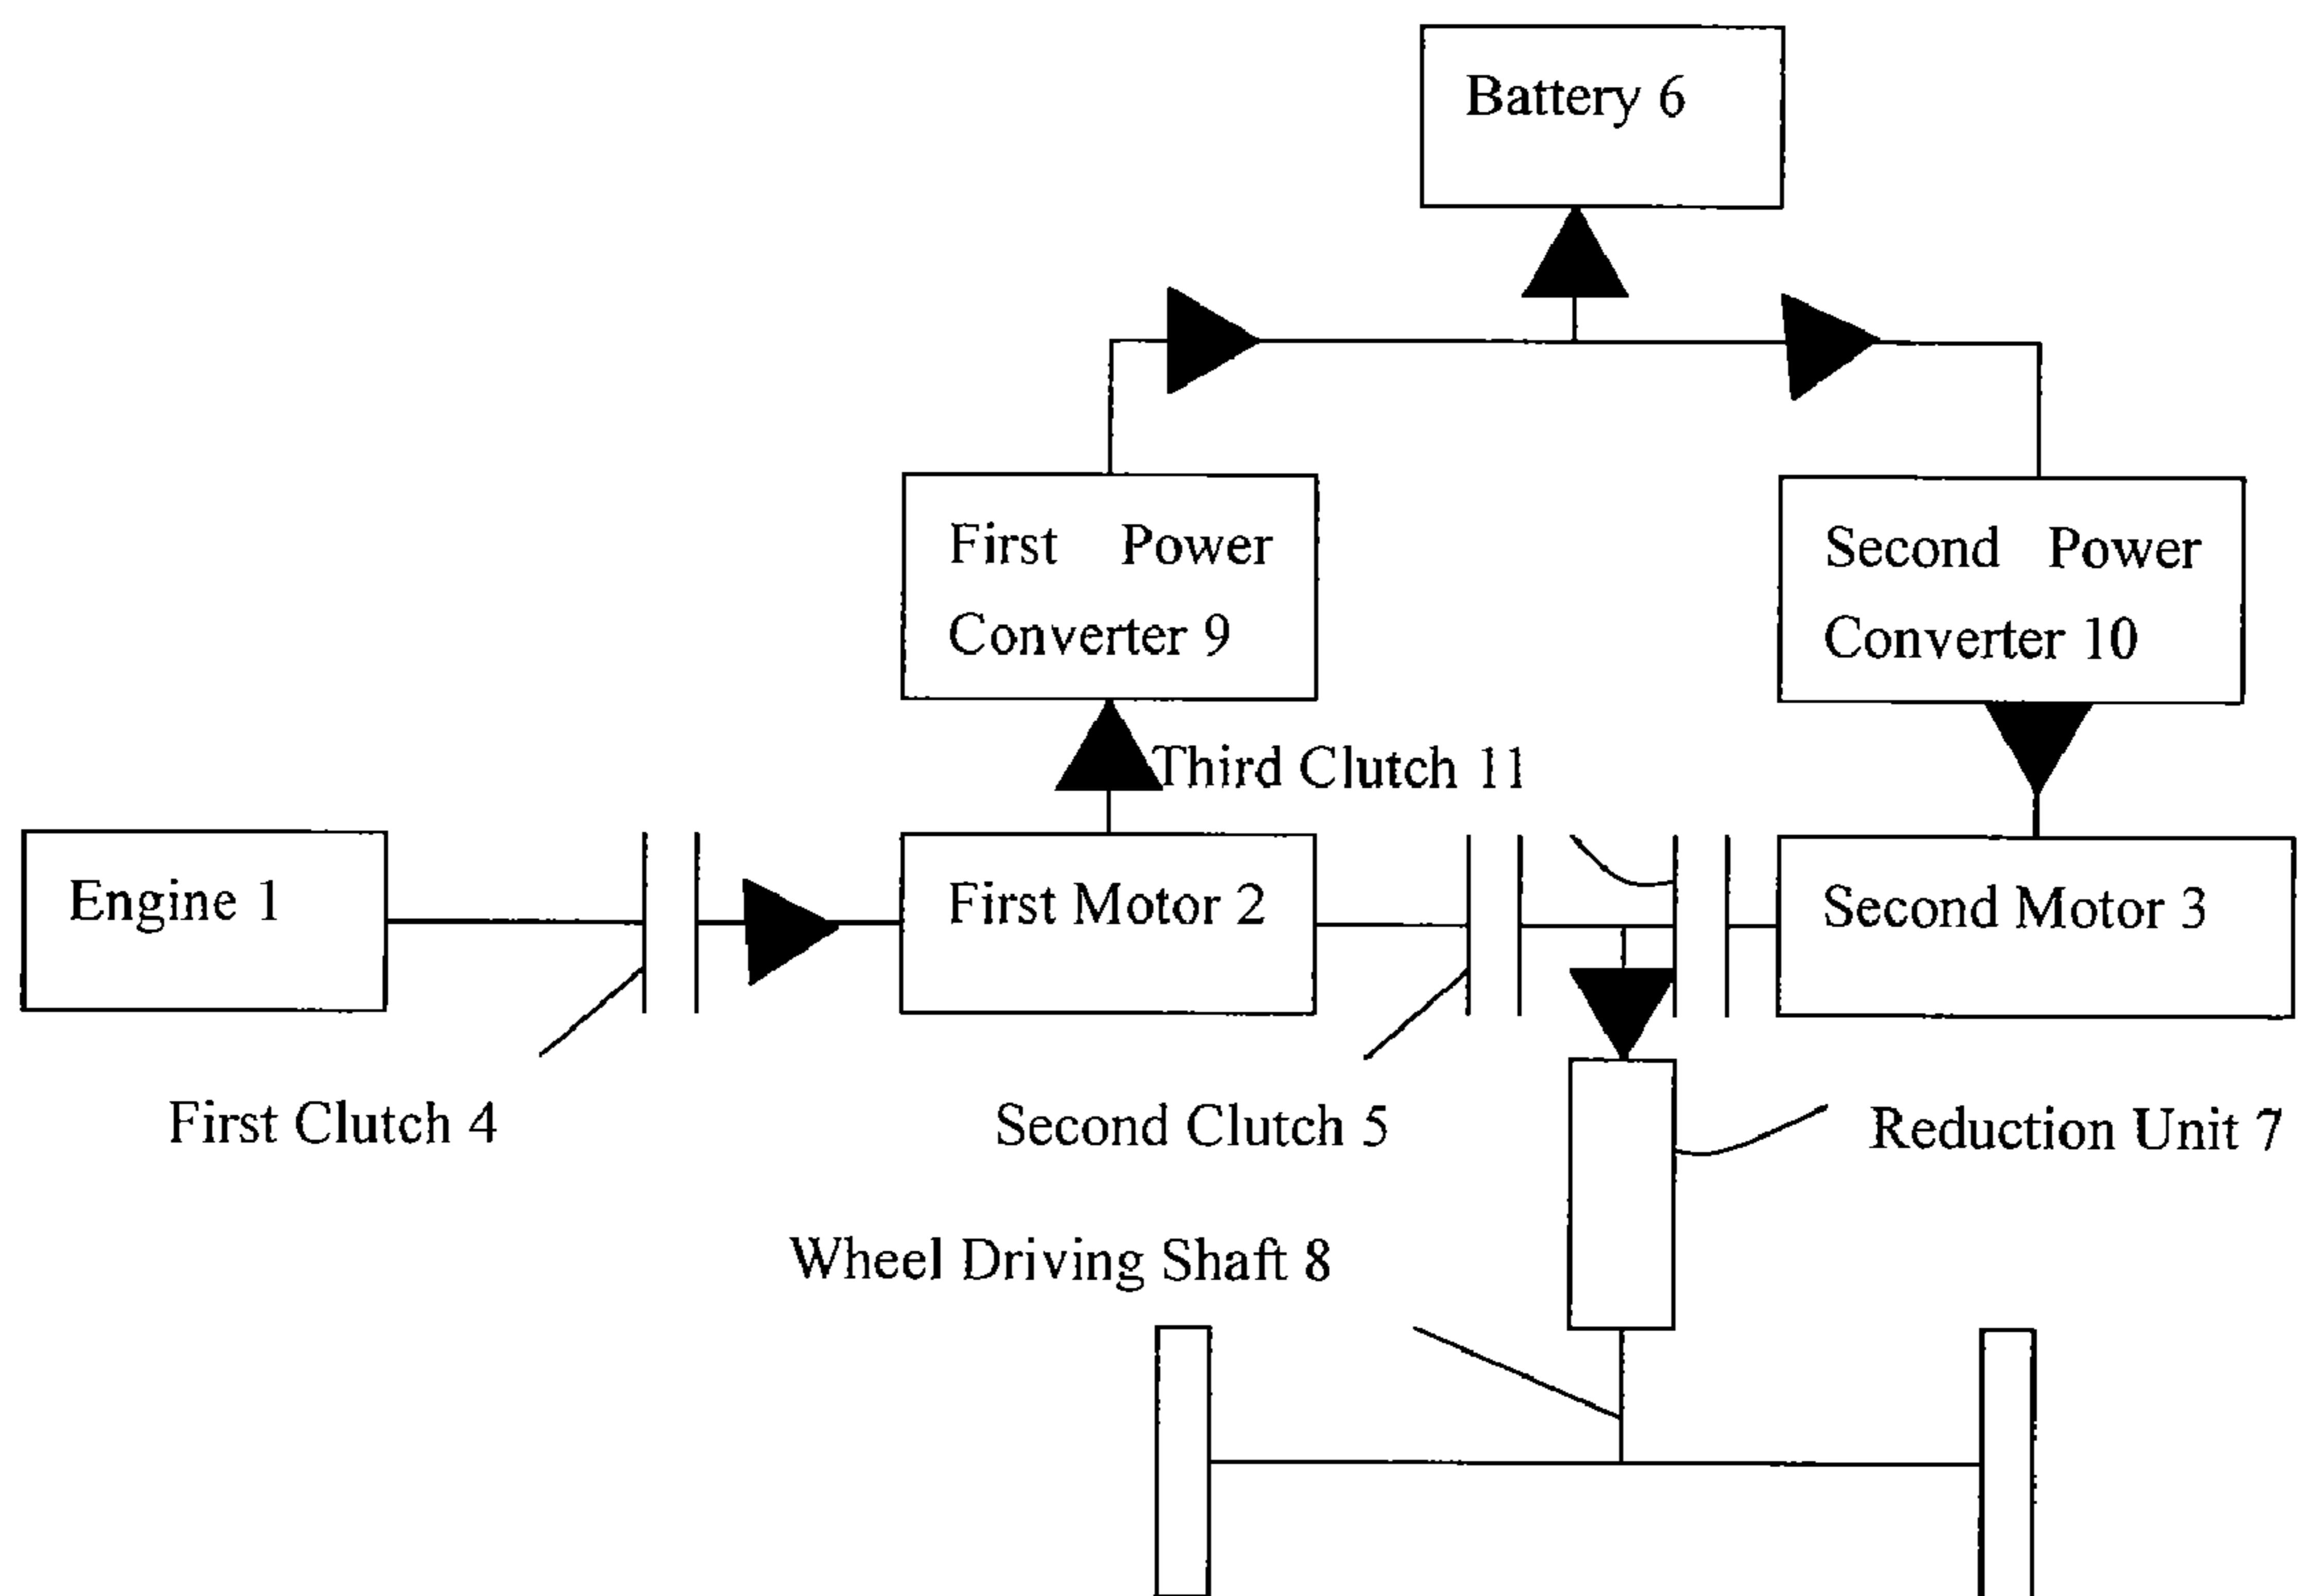 Battery 6
First Power
Converter 9
Second Power
Converter 10
Third Clutch 11
Engine 1
First Motor 2
Second Motor 3
First Clutch 4
Second Clutch 5
Reduction Unit 7
Wheel Driving Shaft 8